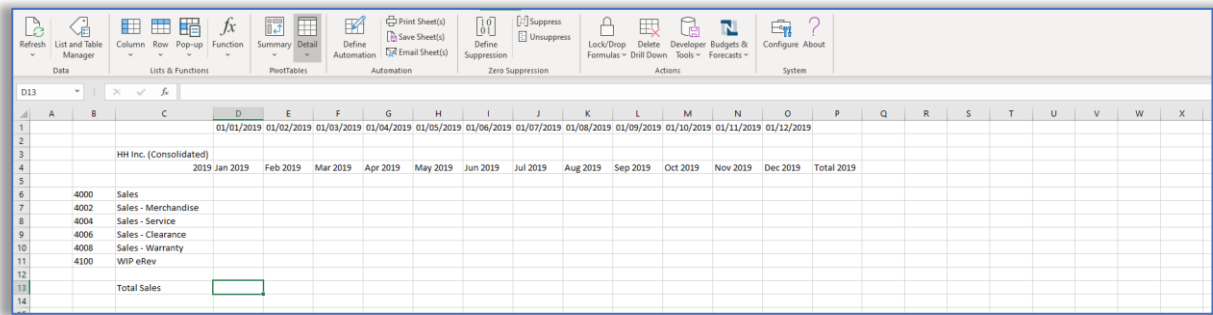 Refresh
List and Table Manager
Column
Row
Pop-up
Function
Summary
Detail
Define Automation
Print Sheet(s)
Save Sheet(s)
Email Sheet(s)
Define Suppression
Suppress
Unsuppress
Lock/Drop Formulas
Delete Drill Down
Developer Tools
Budgets & Forecasts
Configure
About
Data
Lists & Functions
PivotTables
Automation
Zero Suppression
Actions
System
D13
fx
A B C D E F G H I J K L M N O P Q R S T U V W X
1 01/01/2019 01/02/2019 01/03/2019 01/04/2019 01/05/2019 01/06/2019 01/07/2019 01/08/2019 01/09/2019 01/10/2019 01/11/2019 01/12/2019
2
3 HH Inc. (Consolidated)
4 2019 Jan 2019 Feb 2019 Mar 2019 Apr 2019 May 2019 Jun 2019 Jul 2019 Aug 2019 Sep 2019 Oct 2019 Nov 2019 Dec 2019 Total 2019
5
6 4000 Sales
7 4002 Sales - Merchandise
8 4004 Sales - Service
9 4006 Sales - Clearance
10 4008 Sales - Warranty
11 4100 WIP eRev
12
13 Total Sales
14